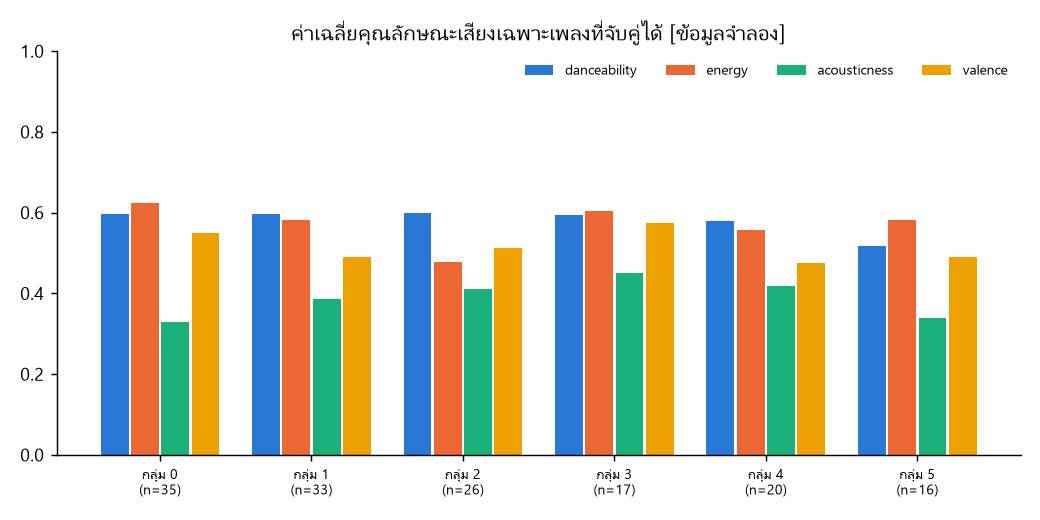 ค่าเฉลี่ยคุณลักษณะเสียงเฉพาะเพลงที่จับคู่ได้ [ข้อมูลจำลอง]
danceability energy acousticness valence
1.0
0.8
0.6
0.4
0.2
0.0
กลุ่ม 0 กลุ่ม 1 กลุ่ม 2 กลุ่ม 3 กลุ่ม 4 กลุ่ม 5
(n=35) (n=33) (n=26) (n=17) (n=20) (n=16)